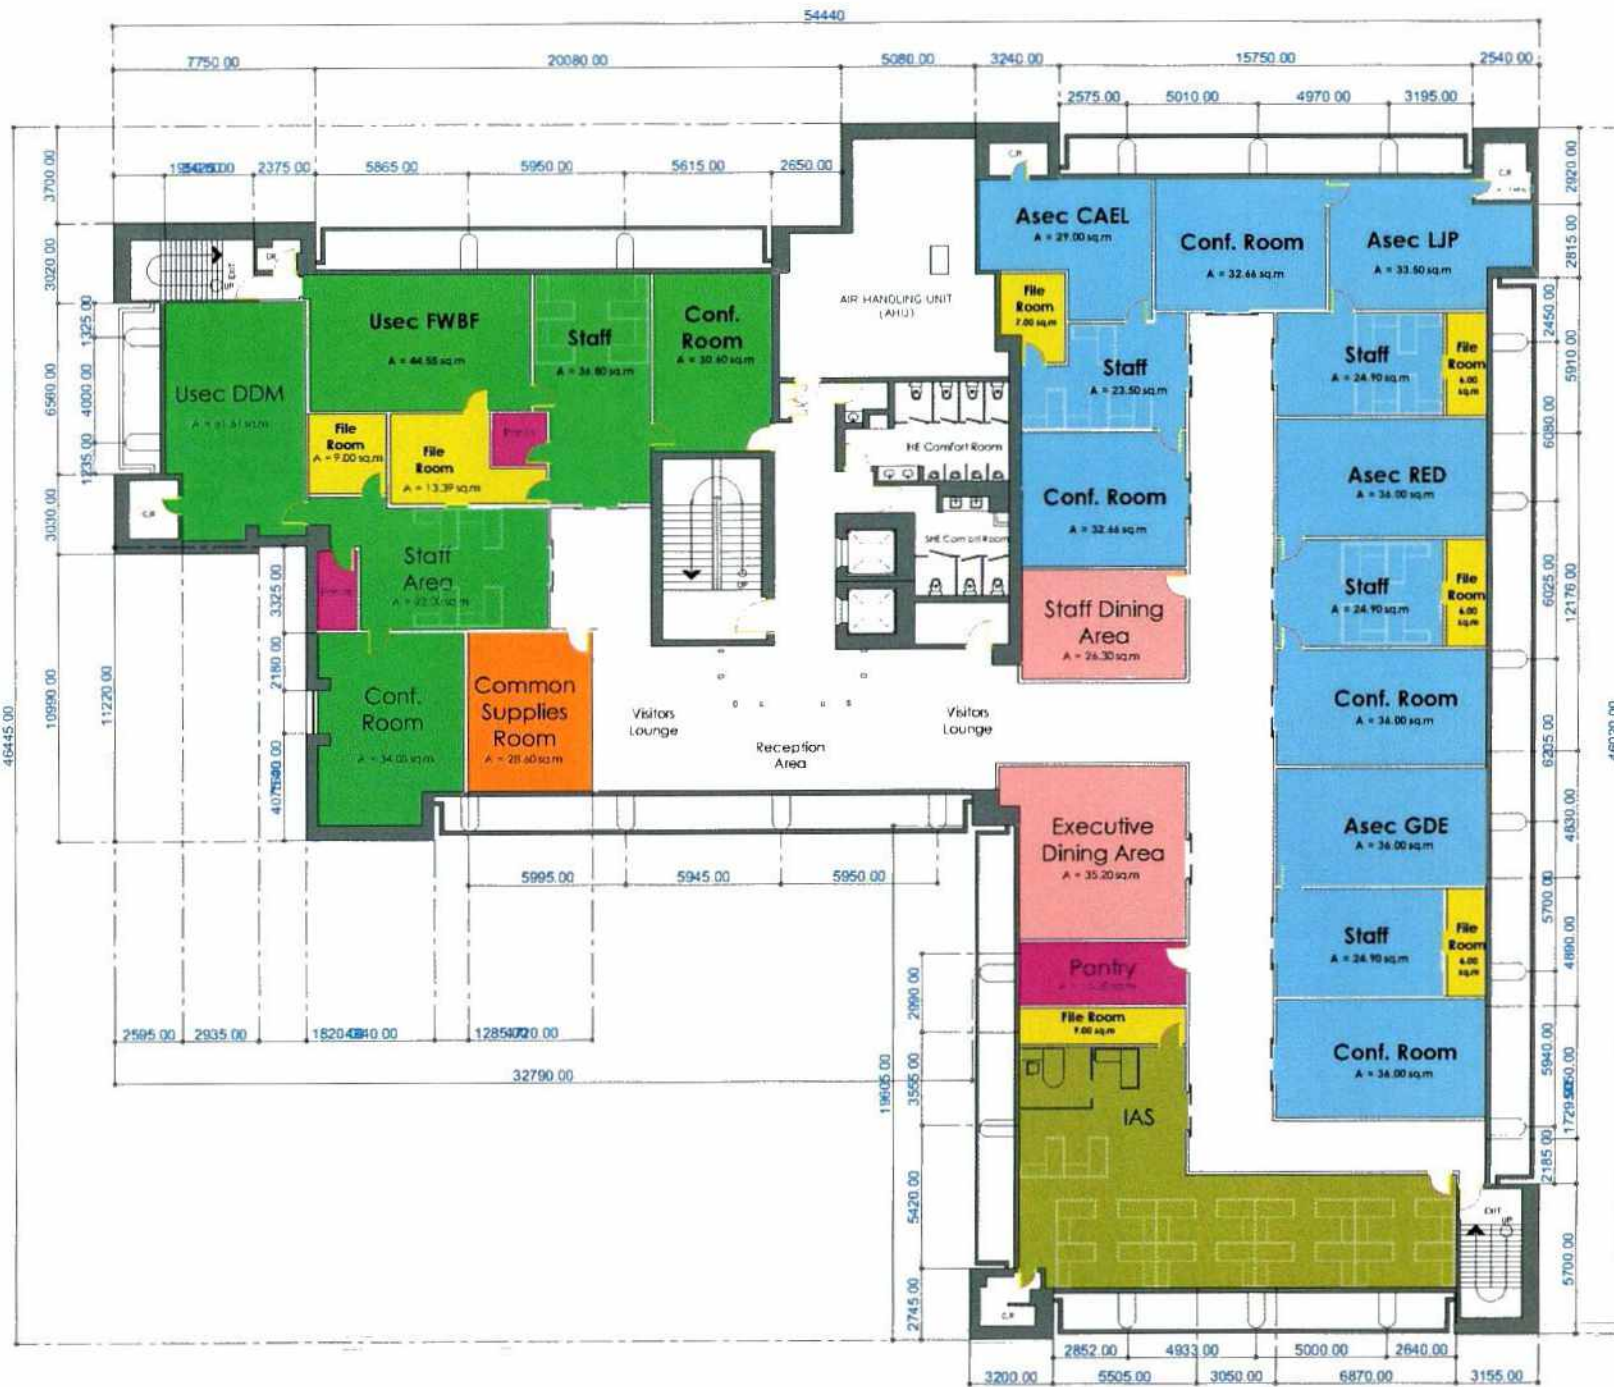 54440
7750.00
20080.00
5080.00
3240.00
15750.00
2540.00
2575.00
5010.00
4970.00
3195.00
2375.00
5865.00
5950.00
5615.00
2650.00
46445.00
3700.00
3020.00
1325.00
6560.00
4000.00
1235.00
3030.00
10990.00
11220.00
3325.00
2180.00
EXIT
UP
Usec DDM
C.R
Usec FWBF
A = 44.55 sq.m
Staff
A = 36.80 sq.m
Conf.
Room
A = 30.60 sq.m
File
Room
A = 9.00 sq.m
File
Room
A = 13.39 sq.m
Staff
Area
Conf.
Room
A = 34.00 sq.m
Common
Supplies
Room
A = 28.60 sq.m
UP
AIR HANDLING UNIT
(AHU)
HE Comfort Room
SHE Comfort Room
Visitors
Lounge
Reception
Area
Visitors
Lounge
C.R
Asec CAEL
A = 29.00 sq.m
Conf. Room
A = 32.66 sq.m
Asec LJP
A = 33.50 sq.m
C.R
File
Room
7.00 sq.m
Staff
A = 23.50 sq.m
Conf. Room
A = 32.66 sq.m
Staff Dining
Area
A = 26.30 sq.m
Executive
Dining Area
A = 35.20 sq.m
Pantry
File Room
IAS
Staff
A = 24.90 sq.m
File
Room
6.00
sq.m
Asec RED
A = 36.00 sq.m
Staff
A = 24.90 sq.m
File
Room
6.00
sq.m
Conf. Room
A = 36.00 sq.m
Asec GDE
A = 36.00 sq.m
Staff
A = 24.90 sq.m
File
Room
6.00
sq.m
Conf. Room
A = 36.00 sq.m
EXIT
UP
C.R
2920.00
2815.00
2450.00
5910.00
6080.00
6025.00
12176.00
6205.00
4830.00
5700.00
4890.00
5940.00
2185.00
5700.00
46020.00
5995.00
5945.00
5950.00
2595.00
2935.00
32790.00
19605.00
2990.00
3555.00
5420.00
2745.00
2852.00
4933.00
5000.00
2640.00
3200.00
5505.00
3050.00
6870.00
3155.00